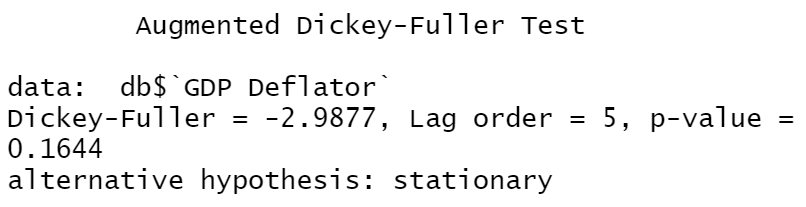 Augmented Dickey-Fuller Test
data:  db$`GDP Deflator`
Dickey-Fuller = -2.9877, Lag order = 5, p-value =
0.1644
alternative hypothesis: stationary